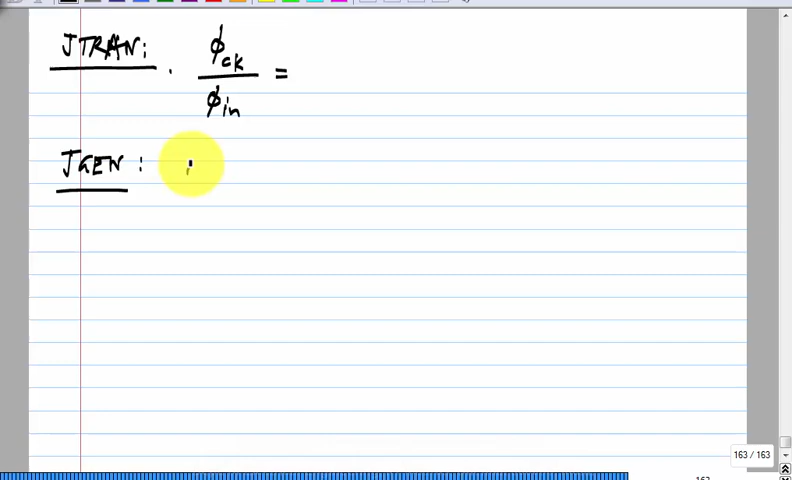 JTRAN: . ϕck / ϕin =
JGEN :
163 / 163